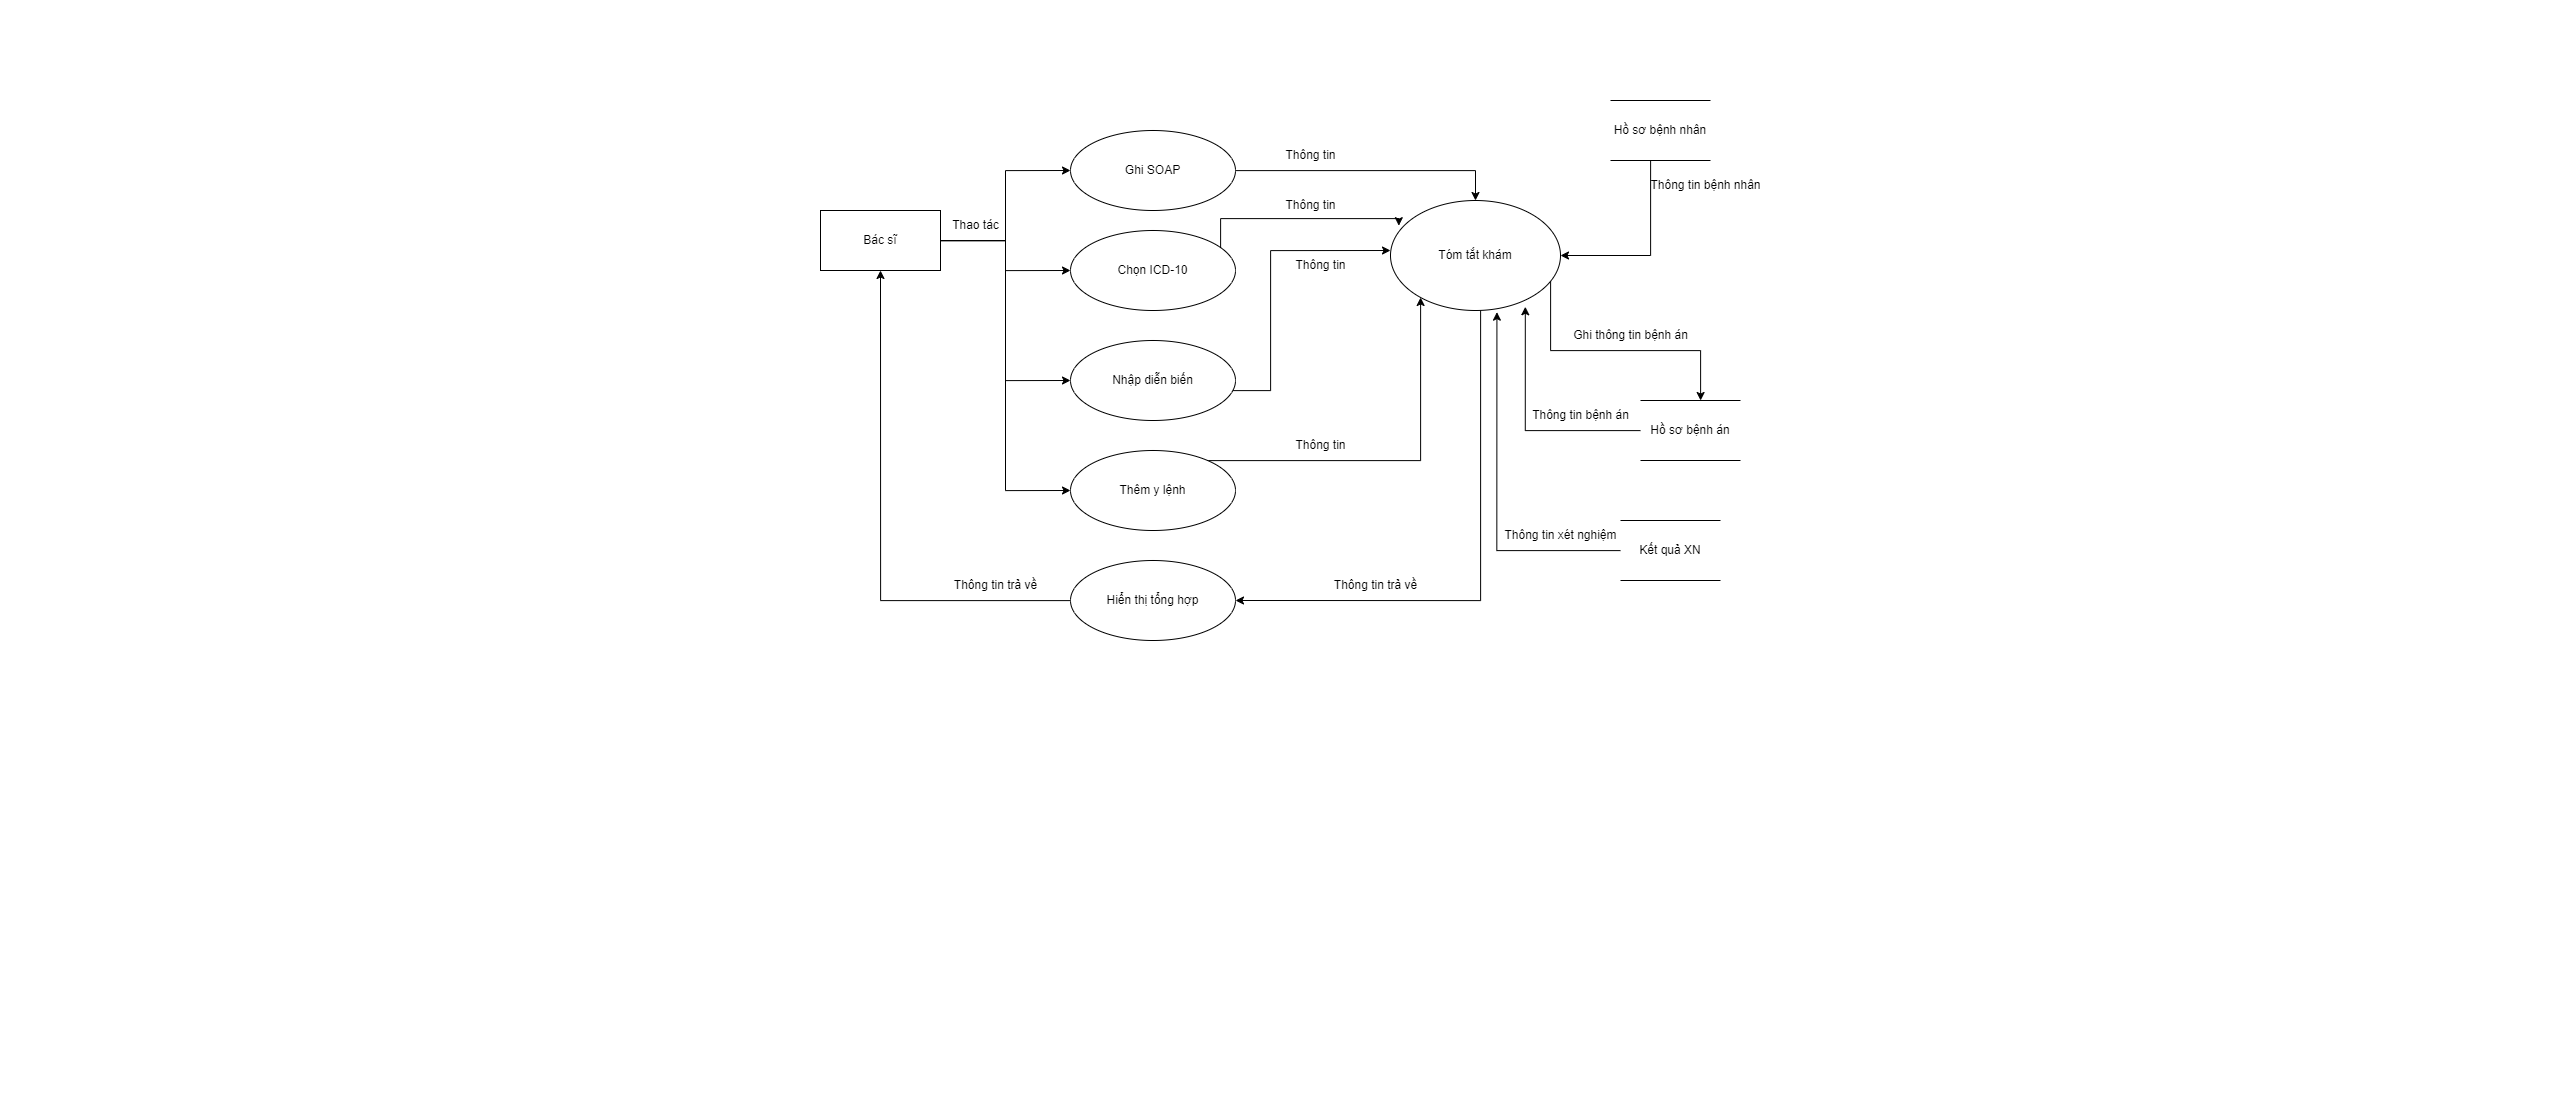 Hồ sơ bệnh nhân
Thông tin
Ghi SOAP
Thông tin bệnh nhân
Thông tin
Thao tác
Bác sĩ
Tóm tắt khám
Thông tin
Chọn ICD-10
Ghi thông tin bệnh án
Nhập diễn biến
Thông tin bệnh án
Hồ sơ bệnh án
Thông tin
Thêm y lệnh
Thông tin xét nghiệm
Kết quả XN
Thông tin trả về
Thông tin trả về
Hiển thị tổng hợp